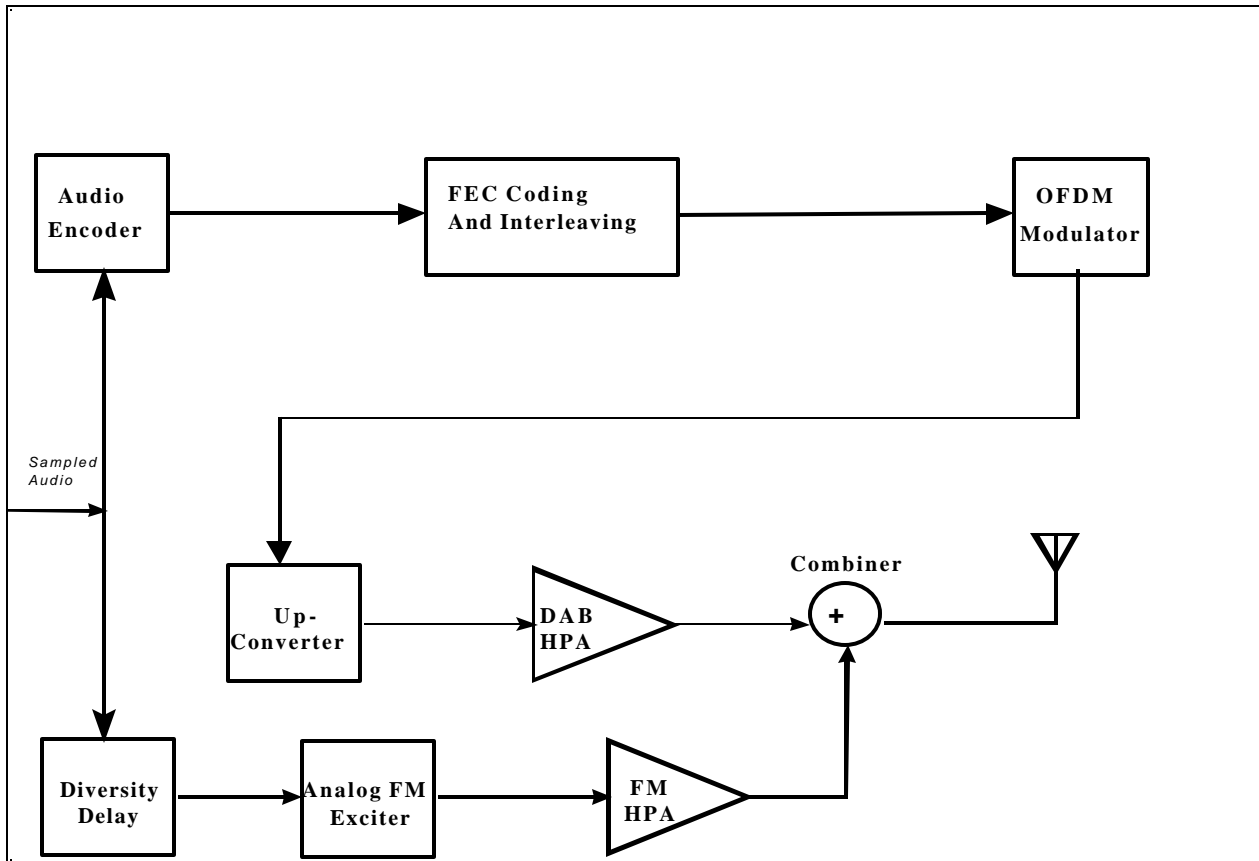 Audio
Encoder
FEC Coding
And Interleaving
OFDM
Modulator
Sampled
Audio
Up-
Converter
DAB
HPA
Combiner
+
Diversity
Delay
Analog FM
Exciter
FM
HPA